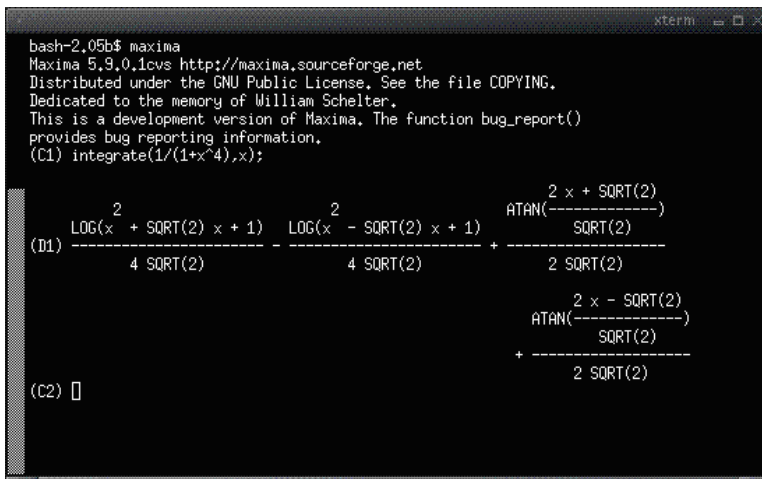 xterm
bash-2.05b$ maxima
Maxima 5.9.0.1cvs http://maxima.sourceforge.net
Distributed under the GNU Public License. See the file COPYING.
Dedicated to the memory of William Schelter.
This is a development version of Maxima. The function bug_report()
provides bug reporting information.
(C1) integrate(1/(1+x^4),x);
                                                             2 x + SQRT(2)
          2                         2                   ATAN(-------------)
     LOG(x  + SQRT(2) x + 1)   LOG(x  - SQRT(2) x + 1)          SQRT(2)
(D1) ----------------------- - ----------------------- + -------------------
            4 SQRT(2)                 4 SQRT(2)               2 SQRT(2)
                                                                2 x - SQRT(2)
                                                           ATAN(-------------)
                                                                   SQRT(2)
                                                         + -------------------
                                                                2 SQRT(2)
(C2)